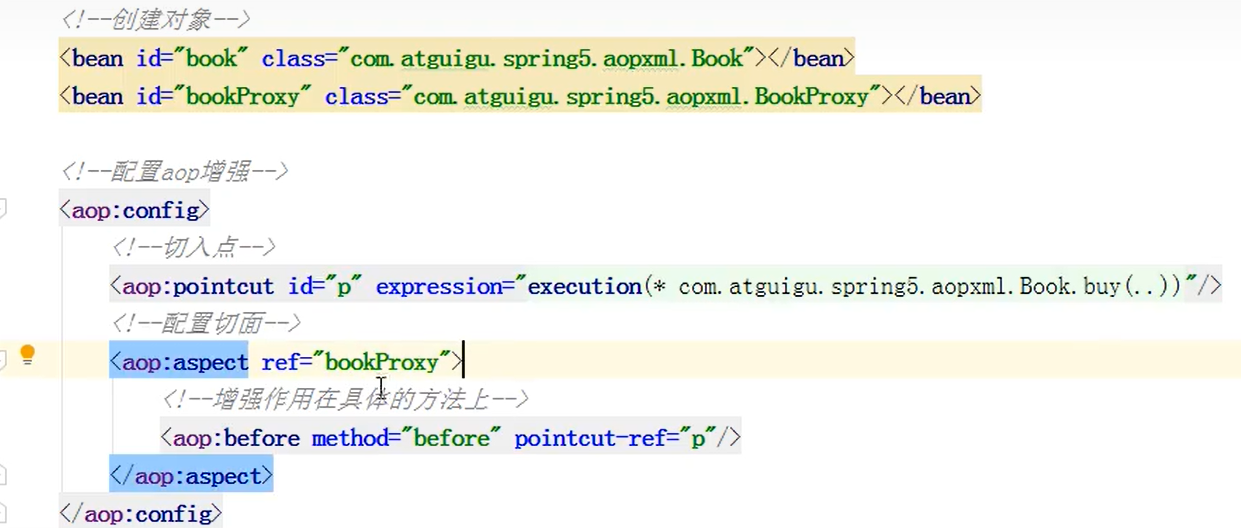 <!--创建对象-->
<bean id="book" class="com.atguigu.spring5.aopxml.Book"></bean>
<bean id="bookProxy" class="com.atguigu.spring5.aopxml.BookProxy"></bean>
<!--配置aop增强-->
<aop:config>
<!--切入点-->
<aop:pointcut id="p" expression="execution(* com.atguigu.spring5.aopxml.Book.buy(..))"/>
<!--配置切面-->
<aop:aspect ref="bookProxy">
<!--增强作用在具体的方法上-->
<aop:before method="before" pointcut-ref="p"/>
</aop:aspect>
</aop:config>